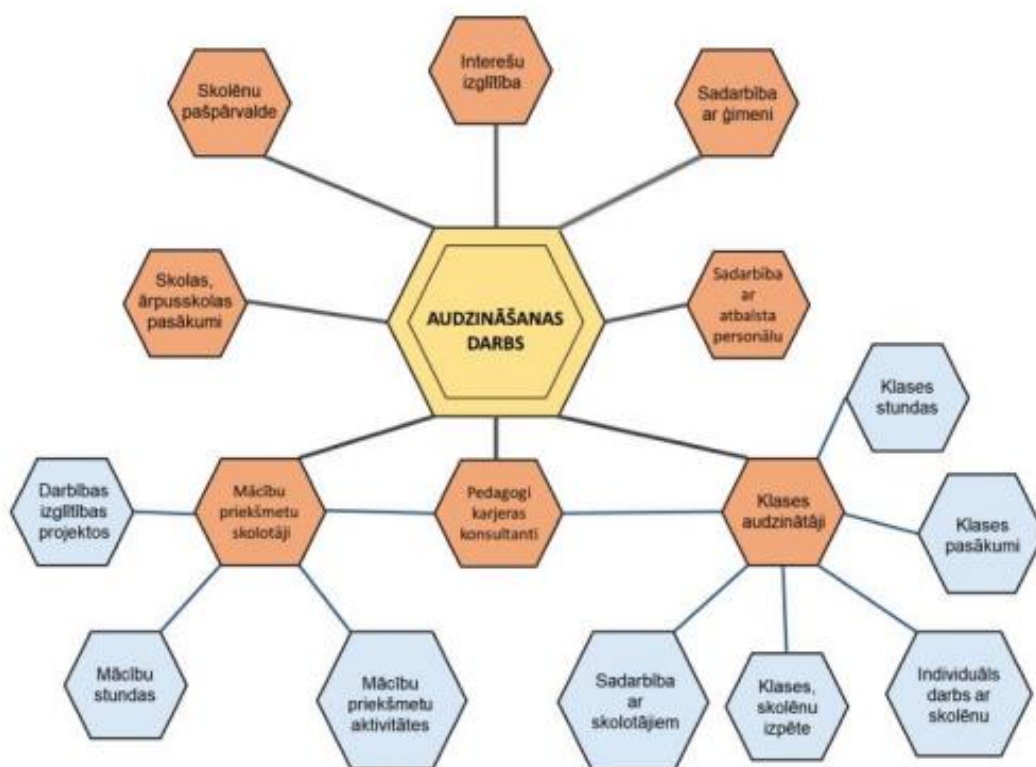 Interešu
izglītība
Skolēnu
pašpārvalde
Sadarbība
ar ģimeni
Skolas,
ārpusskolas
pasākumi
AUDZINĀŠANAS
DARBS
Sadarbība
ar
atbalsta
personālu
Klases
stundas
Darbības
izglītības
projektos
Mācību
priekšmetu
skolotāji
Pedagogi
karjeras
konsultanti
Klases
audzinātāji
Klases
pasākumi
Mācību
stundas
Mācību
priekšmetu
aktivitātes
Sadarbība
ar
skolotājiem
Klases,
skolēnu
izpēte
Individuāls
darbs ar
skolēnu